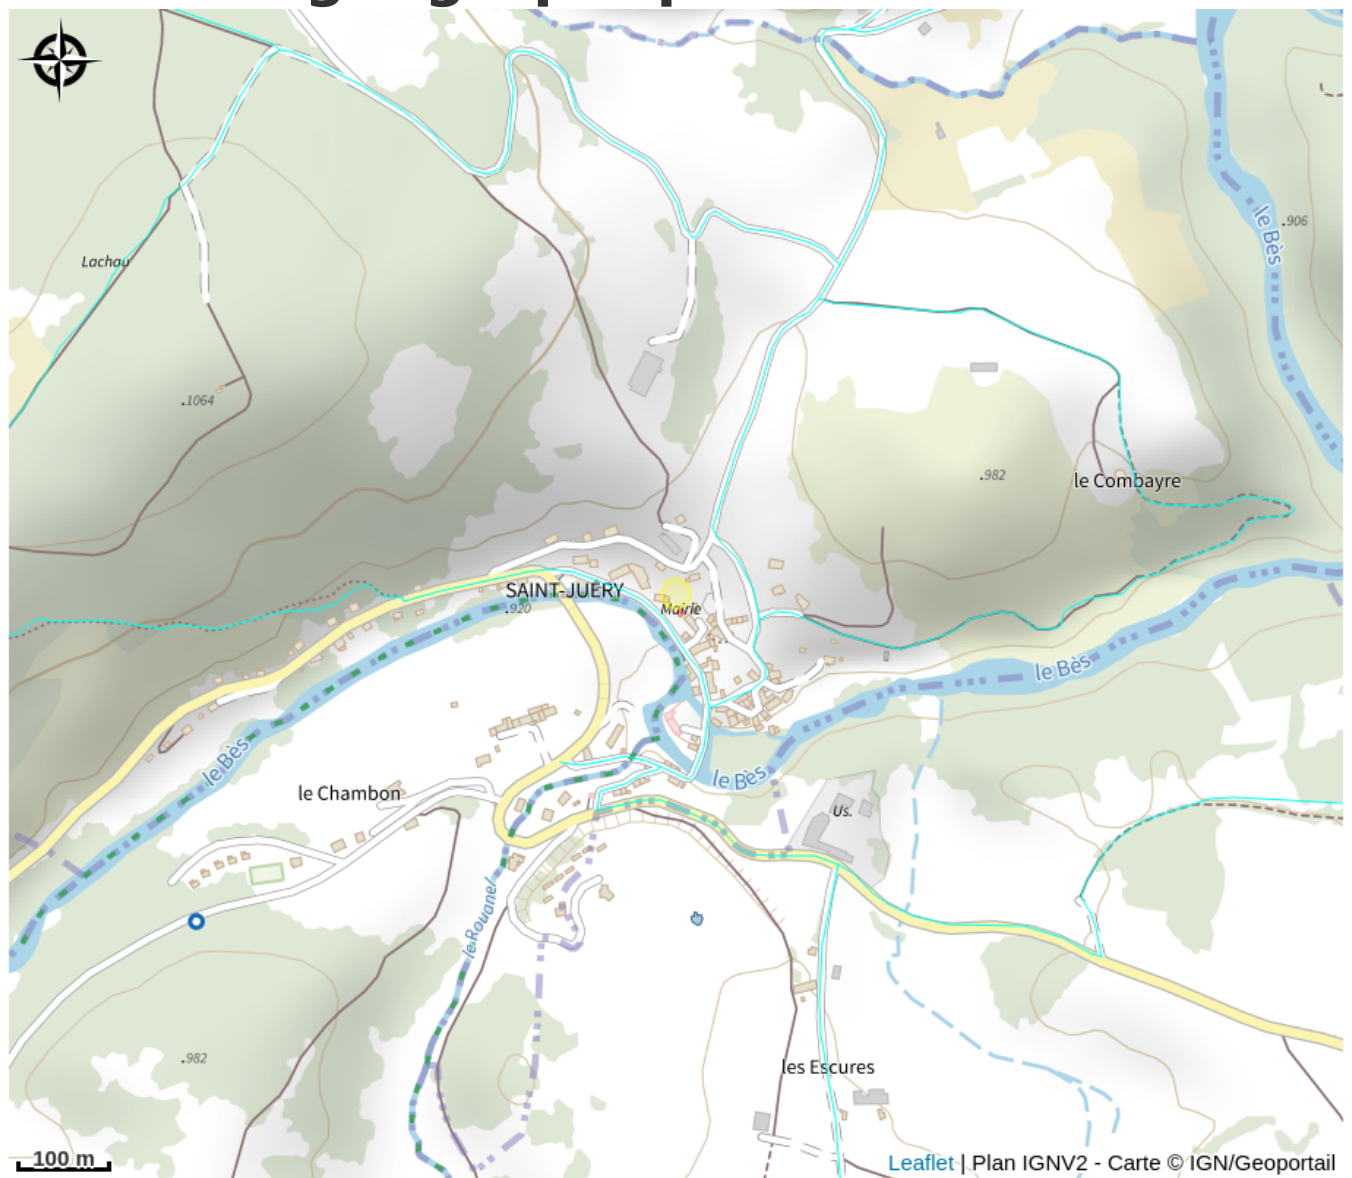 le Bès
.906
Lachau
.1064
.982
le Combayre
SAINT-JUÉRY
.920
Mairie
le Bès
le Bès
le Bès
le Chambon
Us.
le Rouanel
.982
les Escures
100 m
Leaflet | Plan IGNV2 - Carte © IGN/Geoportail